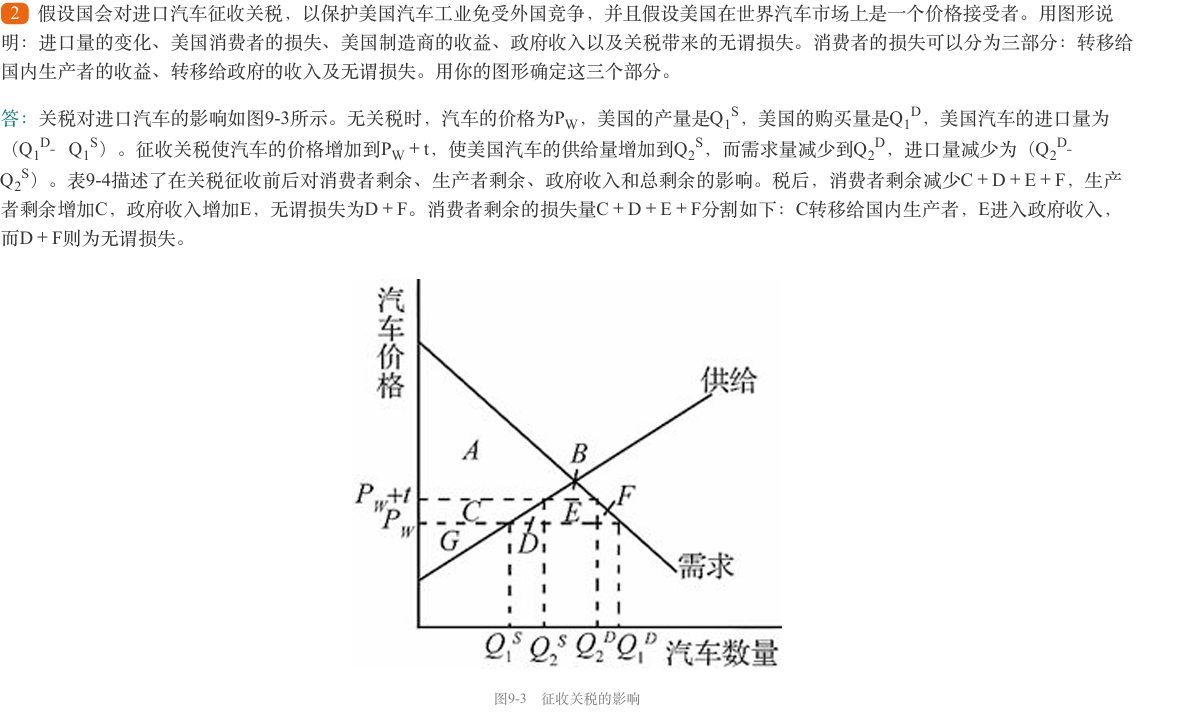 2 假设国会对进口汽车征收关税，以保护美国汽车工业免受外国竞争，并且假设美国在世界汽车市场上是一个价格接受者。用图形说
明：进口量的变化、美国消费者的损失、美国制造商的收益、政府收入以及关税带来的无谓损失。消费者的损失可以分为三部分：转移给
国内生产者的收益、转移给政府的收入及无谓损失。用你的图形确定这三个部分。
答：关税对进口汽车的影响如图9-3所示。无关税时，汽车的价格为P_W，美国的产量是Q₁ˢ，美国的购买量是Q₁ᴰ，美国汽车的进口量为
（Q₁ᴰ- Q₁ˢ）。征收关税使汽车的价格增加到P_W＋t，使美国汽车的供给量增加到Q₂ˢ，而需求量减少到Q₂ᴰ，进口量减少为（Q₂ᴰ-
Q₂ˢ）。表9-4描述了在关税征收前后对消费者剩余、生产者剩余、政府收入和总剩余的影响。税后，消费者剩余减少C＋D＋E＋F，生产
者剩余增加C，政府收入增加E，无谓损失为D＋F。消费者剩余的损失量C＋D＋E＋F分割如下：C转移给国内生产者，E进入政府收入，
而D＋F则为无谓损失。
汽车价格
供给
A
B
P_W+t
C
E
F
P_W
G
D
需求
Q₁ˢ Q₂ˢ Q₂ᴰ Q₁ᴰ 汽车数量
图9-3 征收关税的影响